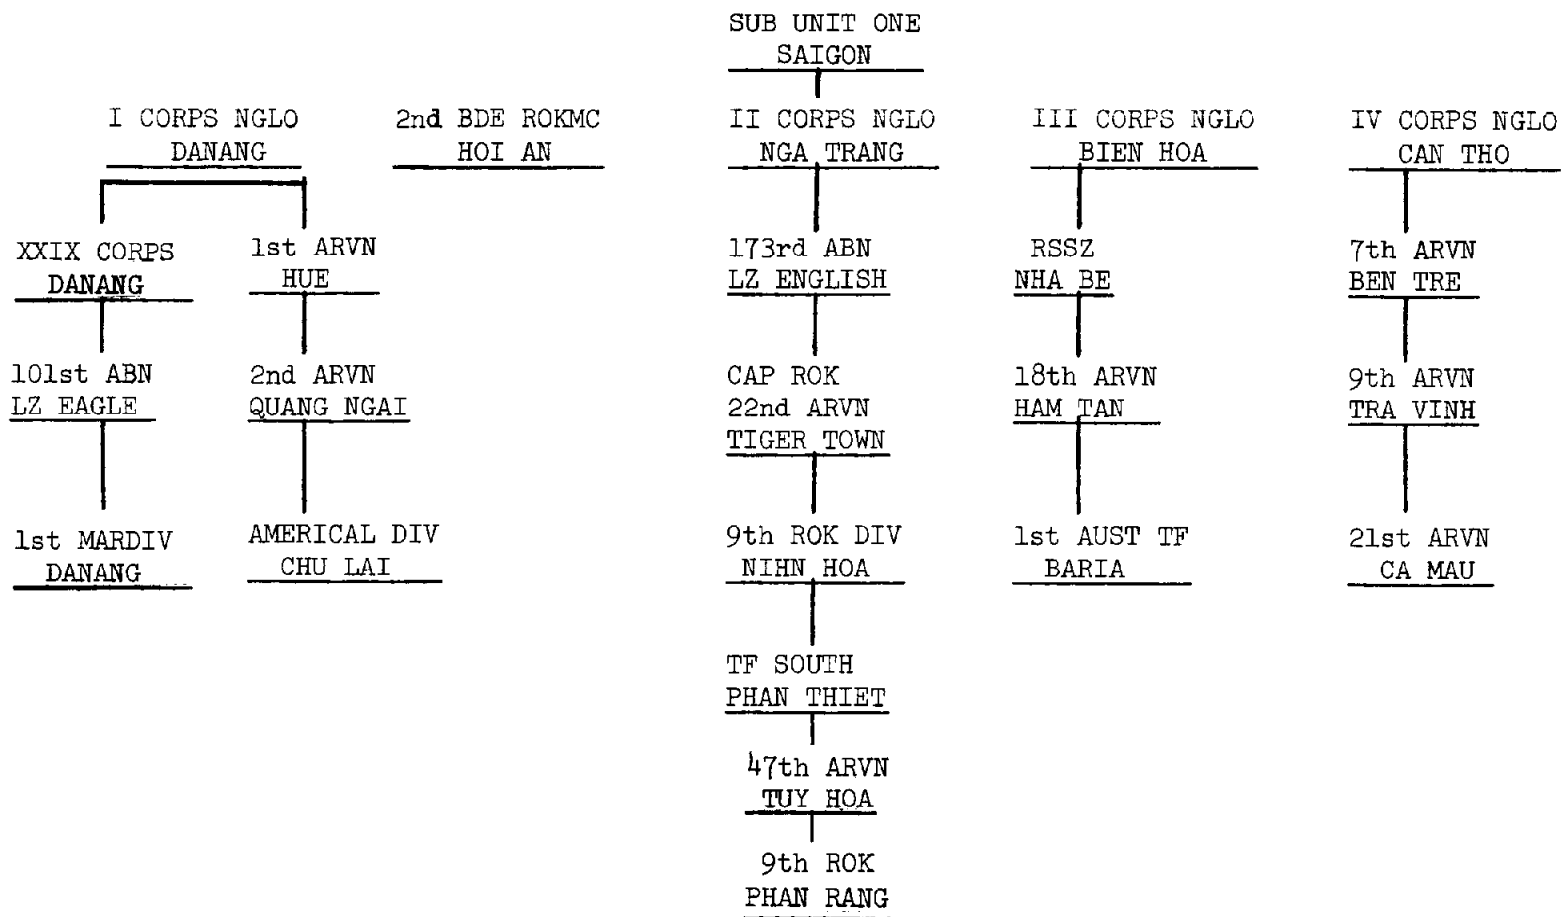 SUB UNIT ONE
SAIGON
I CORPS NGLO
DANANG
2nd BDE ROKMC
HOI AN
II CORPS NGLO
NGA TRANG
III CORPS NGLO
BIEN HOA
IV CORPS NGLO
CAN THO
XXIX CORPS
DANANG
1st ARVN
HUE
173rd ABN
LZ ENGLISH
RSSZ
NHA BE
7th ARVN
BEN TRE
101st ABN
LZ EAGLE
2nd ARVN
QUANG NGAI
CAP ROK
22nd ARVN
TIGER TOWN
18th ARVN
HAM TAN
9th ARVN
TRA VINH
1st MARDIV
DANANG
AMERICAL DIV
CHU LAI
9th ROK DIV
NIHN HOA
1st AUST TF
BARIA
21st ARVN
CA MAU
TF SOUTH
PHAN THIET
47th ARVN
TUY HOA
9th ROK
PHAN RANG